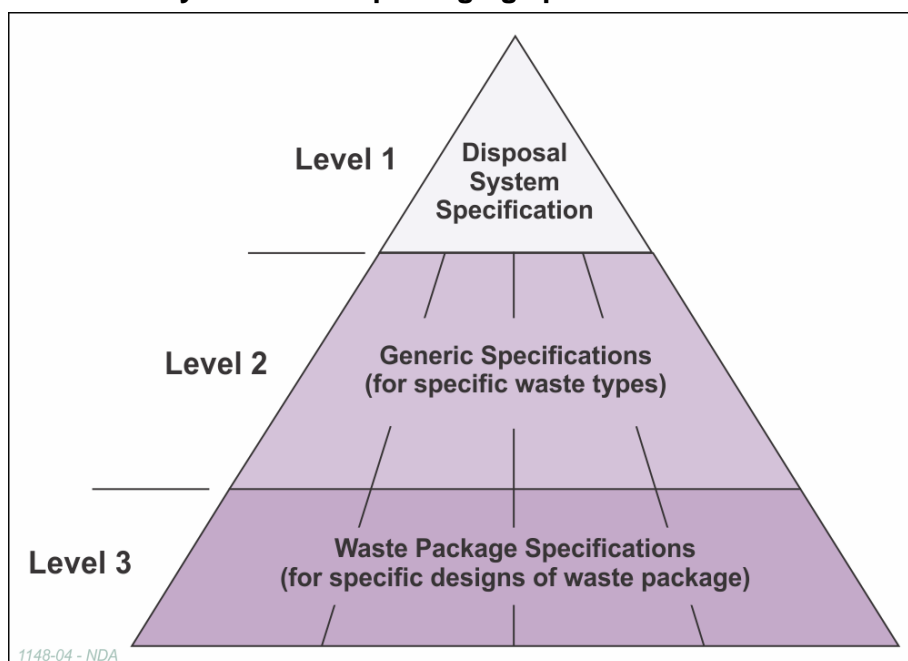 Level 1
Disposal
System
Specification
Level 2
Generic Specifications
(for specific waste types)
Level 3
Waste Package Specifications
(for specific designs of waste package)
1148-04 - NDA